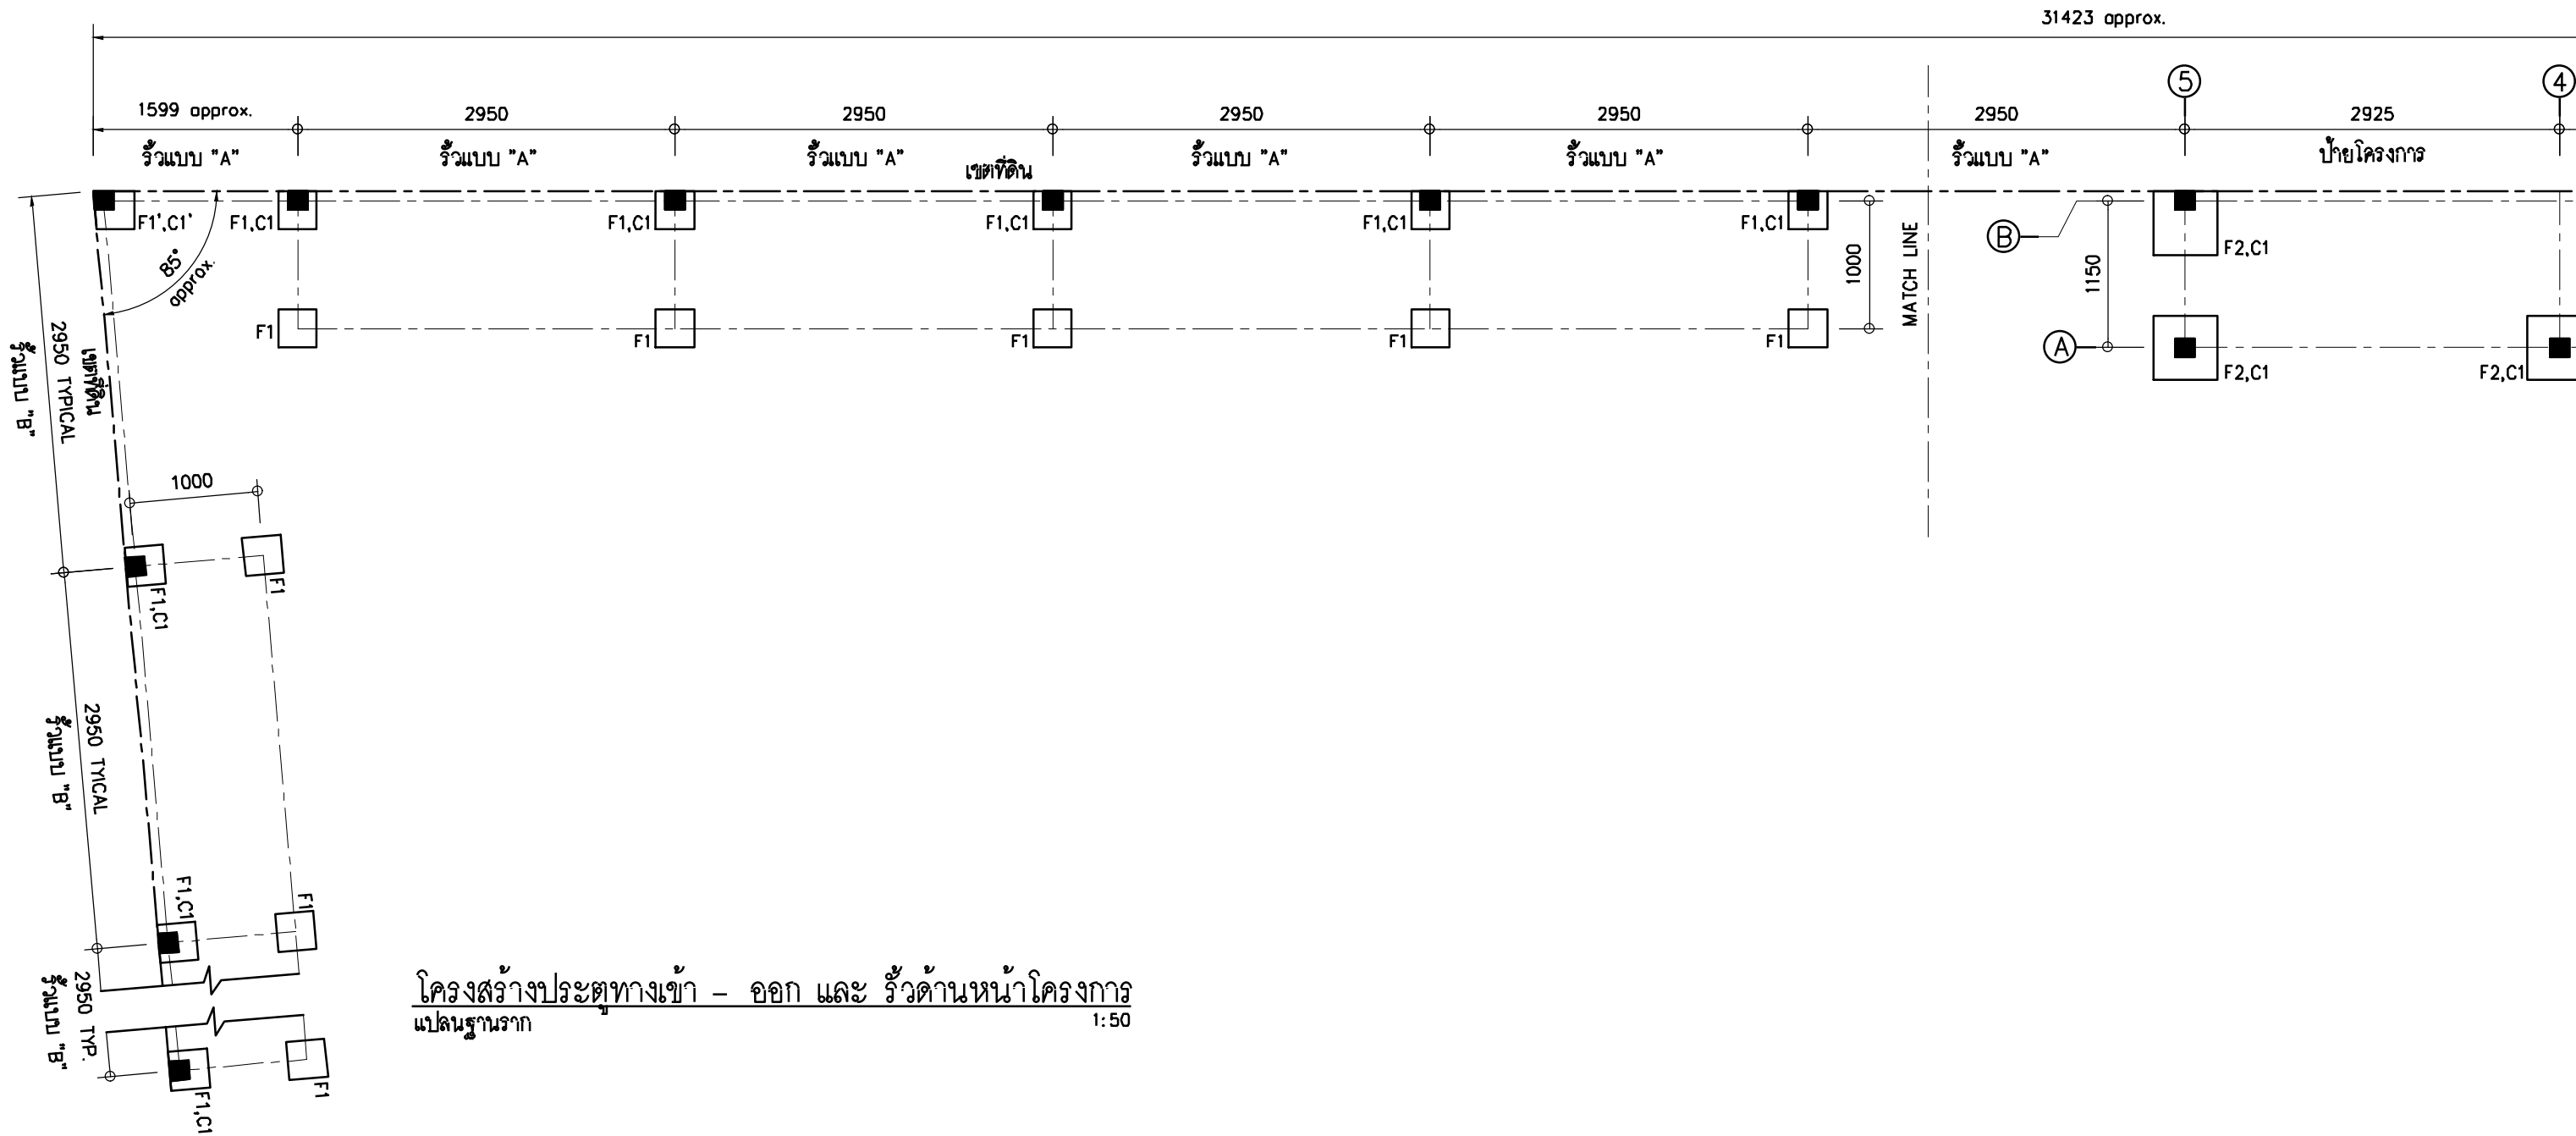 31423 approx.
5
4
1599 approx.
2950
2950
2950
2950
2950
2925
รั้วแบบ "A"
รั้วแบบ "A"
รั้วแบบ "A"
รั้วแบบ "A"
รั้วแบบ "A"
รั้วแบบ "A"
ป้ายโครงการ
เขตที่ดิน
F1',C1'
F1,C1
F1,C1
F1,C1
F1,C1
F1,C1
F2,C1
B
85°
approx.
1000
MATCH LINE
1150
A
F1
F1
F1
F1
F1
F2,C1
F2,C1
2950 TYPICAL
รั้วแบบ "B"
เขตที่ดิน
1000
F1,C1
F1
2950 TYICAL
รั้วแบบ "B"
F1,C1
F1
2950 TYP.
รั้วแบบ "B"
F1,C1
F1
โครงสร้างประตูทางเข้า – ออก และ รั้วด้านหน้าโครงการ
แปลนฐานราก 1:50